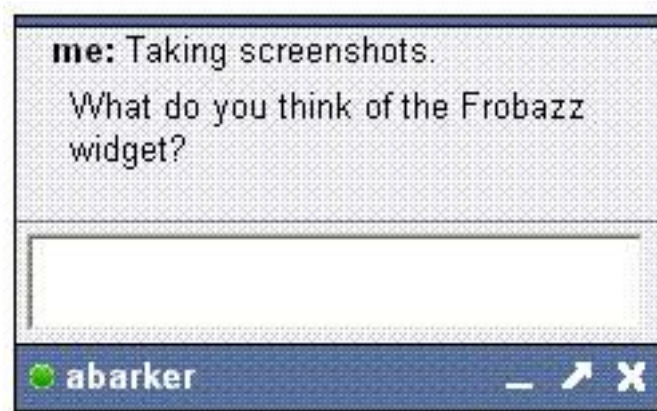 me: Taking screenshots.
What do you think of the Frobazz
widget?
abarker